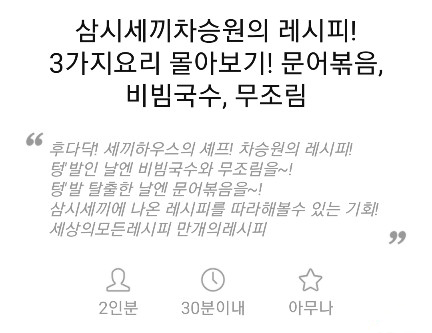 삼시세끼차승원의 레시피!
3가지요리 몰아보기! 문어볶음,
비빔국수, 무조림
“ 후다닥! 세끼하우스의 셰프! 차승원의 레시피!
텅'발인 날엔 비빔국수와 무조림을~!
텅'발 탈출한 날엔 문어볶음을~!
삼시세끼에 나온 레시피를 따라해볼수 있는 기회!
세상의모든레시피 만개의레시피 ”
2인분 30분이내 아무나